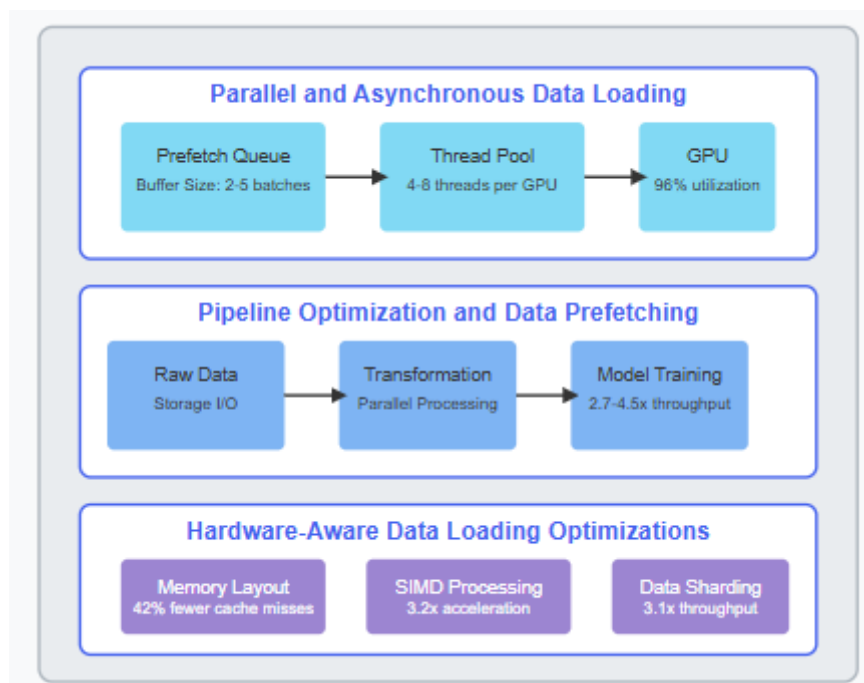 Parallel and Asynchronous Data Loading
Prefetch Queue
Buffer Size: 2-5 batches
Thread Pool
4-8 threads per GPU
GPU
96% utilization
Pipeline Optimization and Data Prefetching
Raw Data
Storage I/O
Transformation
Parallel Processing
Model Training
2.7-4.5x throughput
Hardware-Aware Data Loading Optimizations
Memory Layout
42% fewer cache misses
SIMD Processing
3.2x acceleration
Data Sharding
3.1x throughput